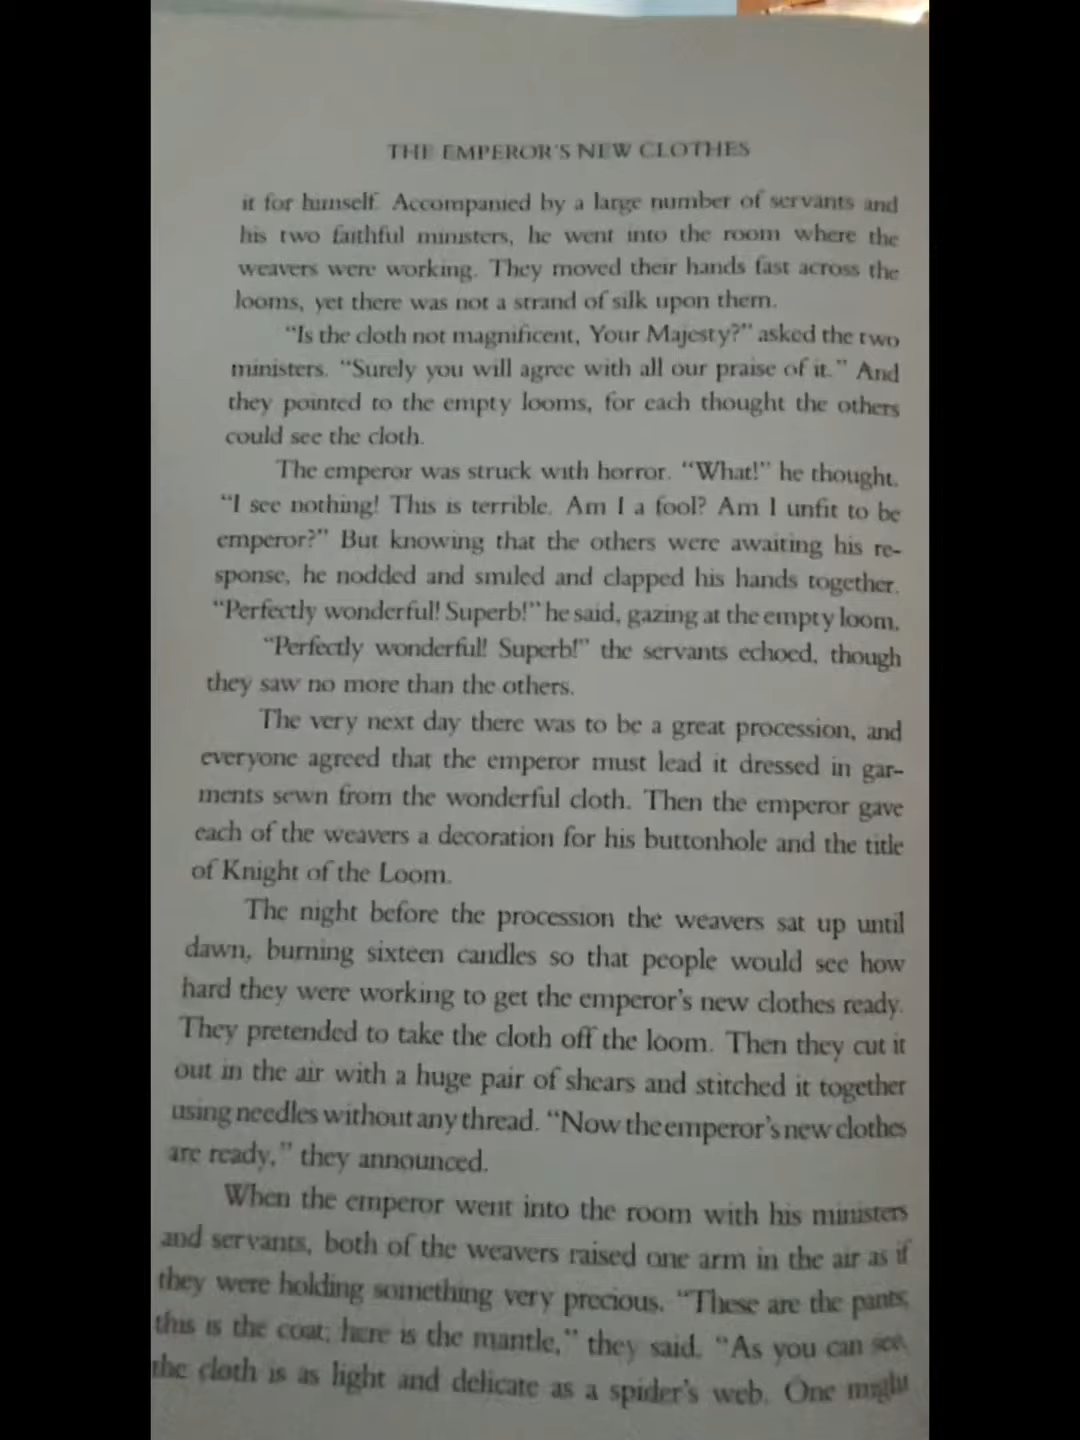 THE EMPEROR'S NEW CLOTHES
it for himself. Accompanied by a large number of servants and
his two faithful ministers, he went into the room where the
weavers were working. They moved their hands fast across the
looms, yet there was not a strand of silk upon them.
"Is the cloth not magnificent, Your Majesty?" asked the two
ministers. "Surely you will agree with all our praise of it." And
they pointed to the empty looms, for each thought the others
could see the cloth.
The emperor was struck with horror. "What!" he thought.
"I see nothing! This is terrible. Am I a fool? Am I unfit to be
emperor?" But knowing that the others were awaiting his re-
sponse, he nodded and smiled and clapped his hands together.
"Perfectly wonderful! Superb!" he said, gazing at the empty loom.
"Perfectly wonderful! Superb!" the servants echoed, though
they saw no more than the others.
The very next day there was to be a great procession, and
everyone agreed that the emperor must lead it dressed in gar-
ments sewn from the wonderful cloth. Then the emperor gave
each of the weavers a decoration for his buttonhole and the title
of Knight of the Loom.
The night before the procession the weavers sat up until
dawn, burning sixteen candles so that people would see how
hard they were working to get the emperor's new clothes ready.
They pretended to take the cloth off the loom. Then they cut it
out in the air with a huge pair of shears and stitched it together
using needles without any thread. "Now the emperor's new clothes
are ready," they announced.
When the emperor went into the room with his ministers
and servants, both of the weavers raised one arm in the air as if
they were holding something very precious. "These are the pants,
this is the coat; here is the mantle," they said. "As you can see,
the cloth is as light and delicate as a spider's web. One might